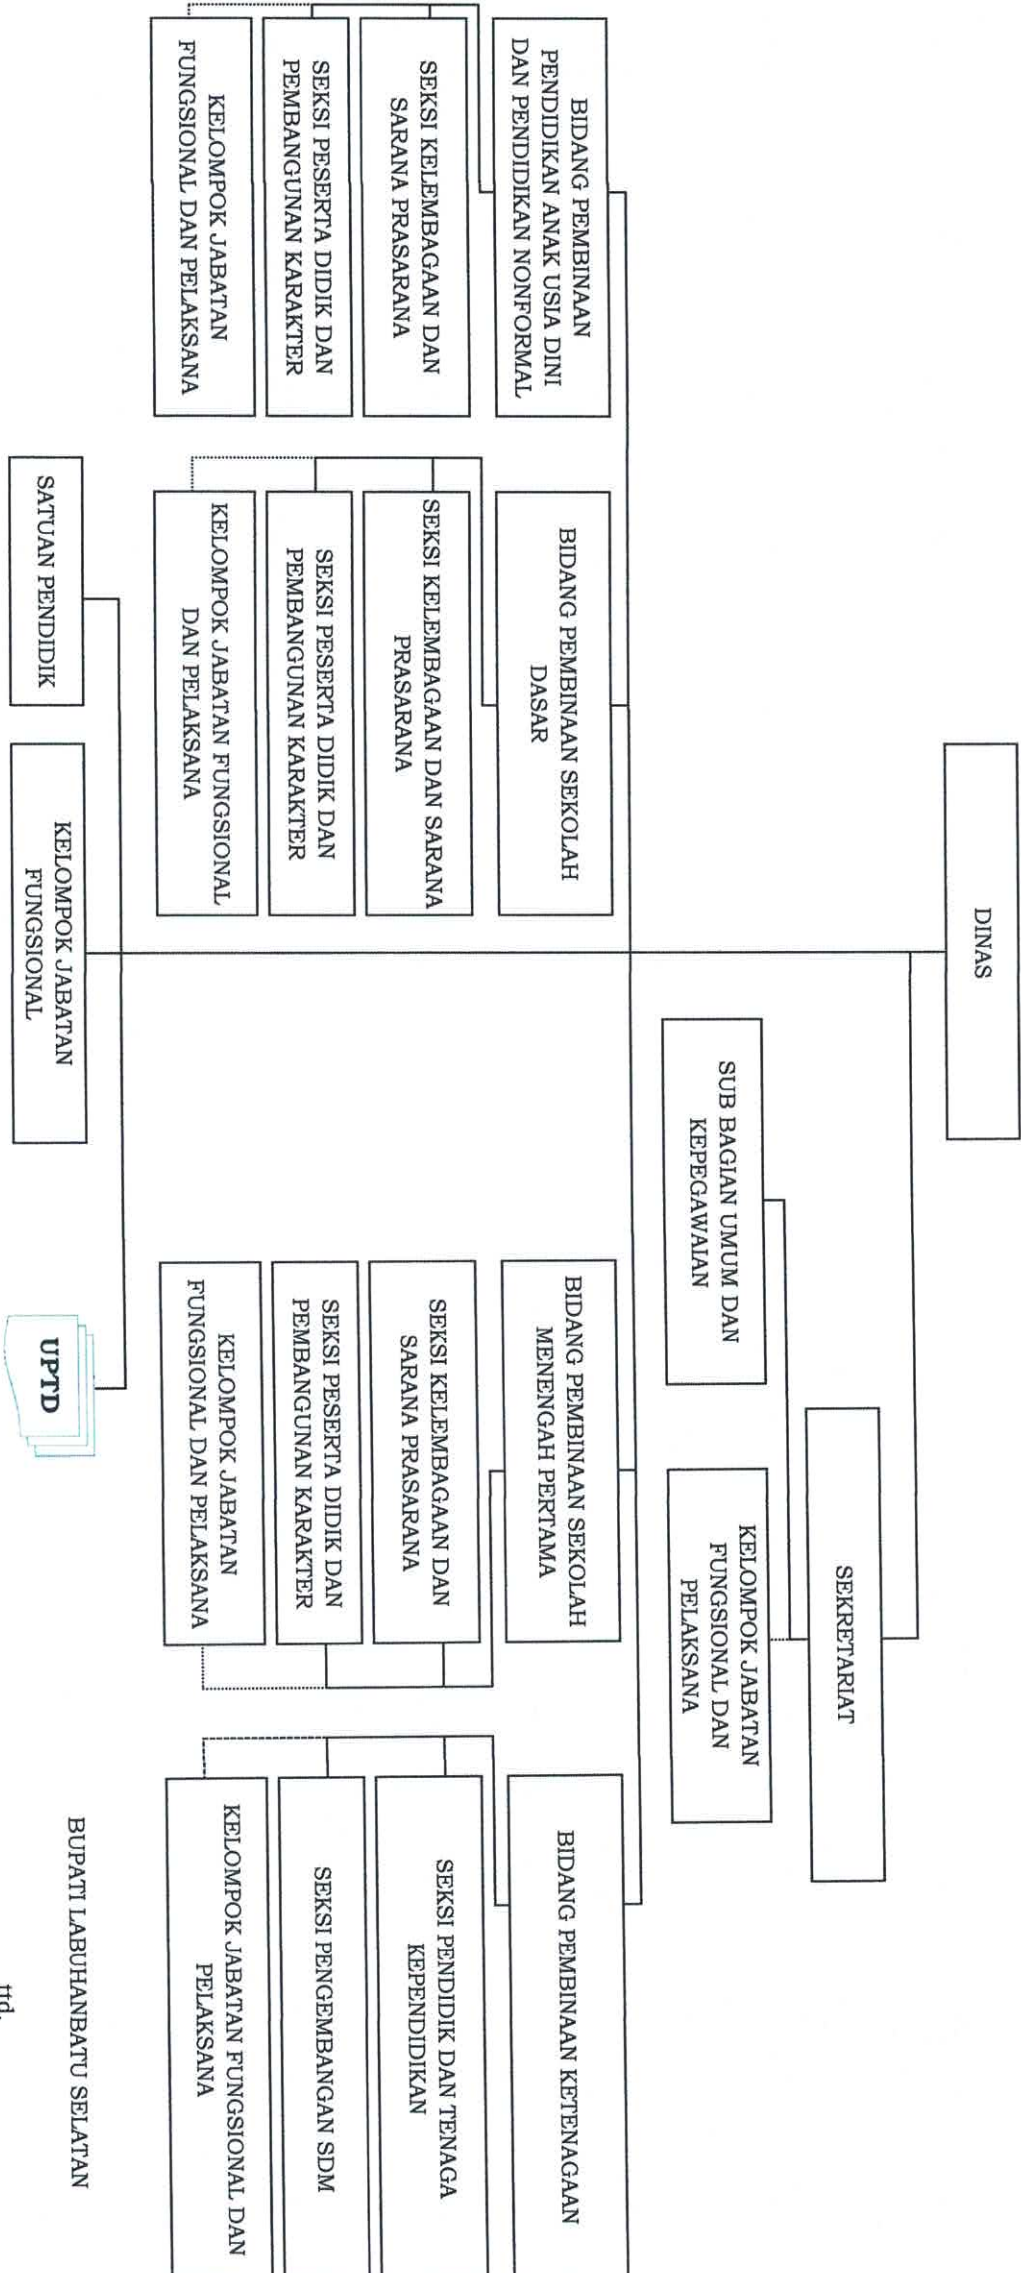 DINAS
SEKRETARIAT
SUB BAGIAN UMUM DAN
KEPEGAWAIAN
KELOMPOK JABATAN
FUNGSIONAL DAN
PELAKSANA
BIDANG PEMBINAAN
PENDIDIKAN ANAK USIA DINI
DAN PENDIDIKAN NONFORMAL
SEKSI KELEMBAGAAN DAN
SARANA PRASARANA
SEKSI PESERTA DIDIK DAN
PEMBANGUNAN KARAKTER
KELOMPOK JABATAN
FUNGSIONAL DAN PELAKSANA
BIDANG PEMBINAAN SEKOLAH
DASAR
SEKSI KELEMBAGAAN DAN SARANA
PRASARANA
SEKSI PESERTA DIDIK DAN
PEMBANGUNAN KARAKTER
KELOMPOK JABATAN FUNGSIONAL
DAN PELAKSANA
BIDANG PEMBINAAN SEKOLAH
MENENGAH PERTAMA
SEKSI KELEMBAGAAN DAN
SARANA PRASARANA
SEKSI PESERTA DIDIK DAN
PEMBANGUNAN KARAKTER
KELOMPOK JABATAN
FUNGSIONAL DAN PELAKSANA
BIDANG PEMBINAAN KETENAGAAN
SEKSI PENDIDIK DAN TENAGA
KEPENDIDIKAN
SEKSI PENGEMBANGAN SDM
KELOMPOK JABATAN FUNGSIONAL DAN
PELAKSANA
SATUAN PENDIDIK
KELOMPOK JABATAN
FUNGSIONAL
UPTD
BUPATI LABUHANBATU SELATAN
ttd.